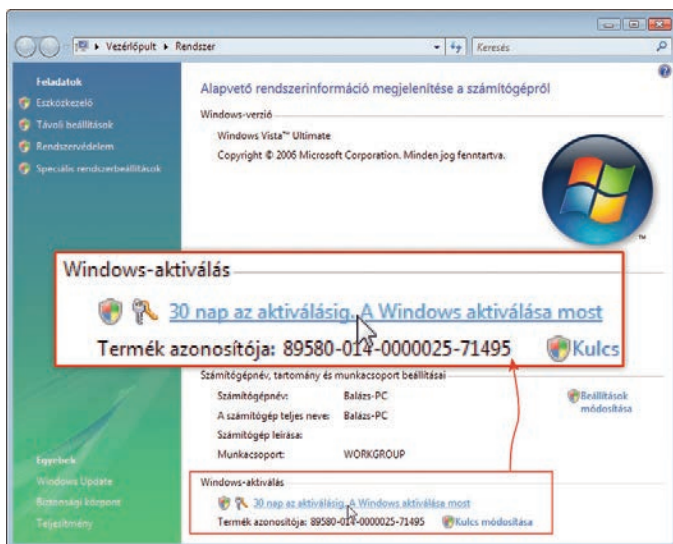 Vezérlőpult ▸ Rendszer
Keresés
Feladatok
Eszközkezelő
Távoli beállítások
Rendszervédelem
Speciális rendszerbeállítások
Alapvető rendszerinformáció megjelenítése a számítógépről
Windows-verzió
Windows Vista™ Ultimate
Copyright © 2006 Microsoft Corporation. Minden jog fenntartva.
TM
Windows-aktiválás
30 nap az aktiválásig. A Windows aktiválása most
Termék azonosítója: 89580-014-0000025-71495 Kulcs
Számítógépnév, tartomány és munkacsoport beállításai
Számítógépnév: Balázs-PC
Beállítások módosítása
A számítógép teljes neve: Balázs-PC
Számítógép leírása:
Munkacsoport: WORKGROUP
Windows-aktiválás
30 nap az aktiválásig. A Windows aktiválása most
Termék azonosítója: 89580-014-0000025-71495 Kulcs módosítása
Egyebek
Windows Update
Biztonsági központ
Teljesítmény